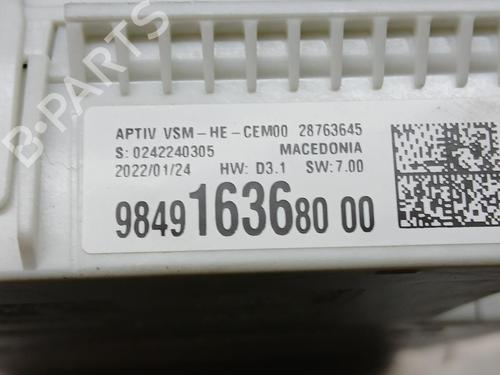 APTIV VSM-HE-CEM00 28763645
S: 0242240305 MACEDONIA
2022/01/24 HW: D3.1 SW: 7.00
9849163680 00
B-PARTS